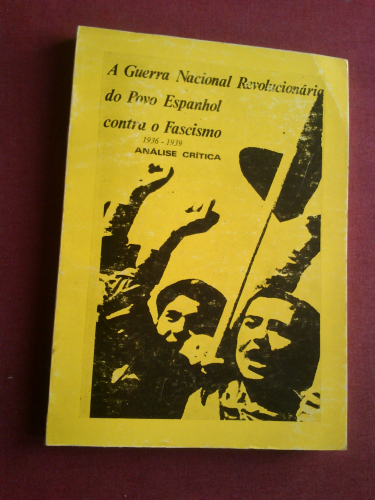 A Guerra Nacional Revolucionária
do Povo Espanhol
contra o Fascismo
1936 - 1939
ANÁLISE CRÍTICA